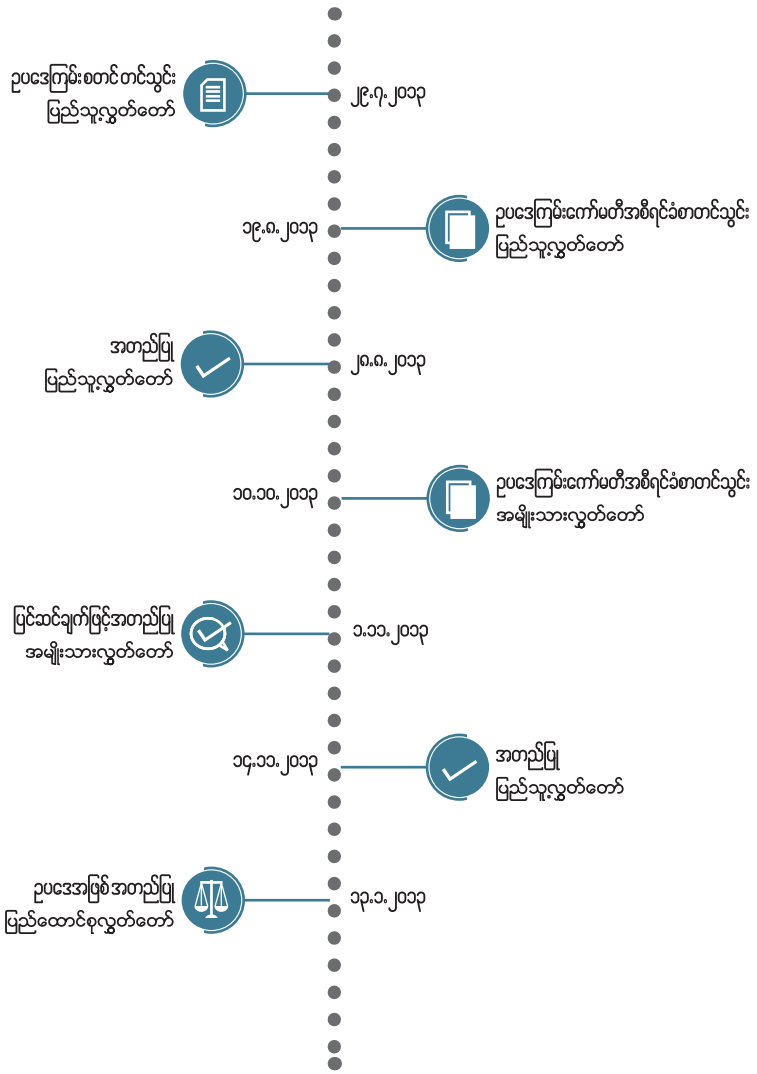 ဥပဒေကြမ်းစတင်တင်သွင်း
ပြည်သူ့လွှတ်တော်
၂၉.၇.၂၀၁၃
၁၉.၈.၂၀၁၃
ဥပဒေကြမ်းကော်မတီအစီရင်ခံစာတင်သွင်း
ပြည်သူ့လွှတ်တော်
အတည်ပြု
ပြည်သူ့လွှတ်တော်
၂၈.၈.၂၀၁၃
၁၀.၁၀.၂၀၁၃
ဥပဒေကြမ်းကော်မတီအစီရင်ခံစာတင်သွင်း
အမျိုးသားလွှတ်တော်
ပြင်ဆင်ချက်ဖြင့်အတည်ပြု
အမျိုးသားလွှတ်တော်
၁.၁၁.၂၀၁၃
၁၄.၁၁.၂၀၁၃
အတည်ပြု
ပြည်သူ့လွှတ်တော်
ဥပဒေအဖြစ်အတည်ပြု
ပြည်ထောင်စုလွှတ်တော်
၁၃.၁.၂၀၁၃